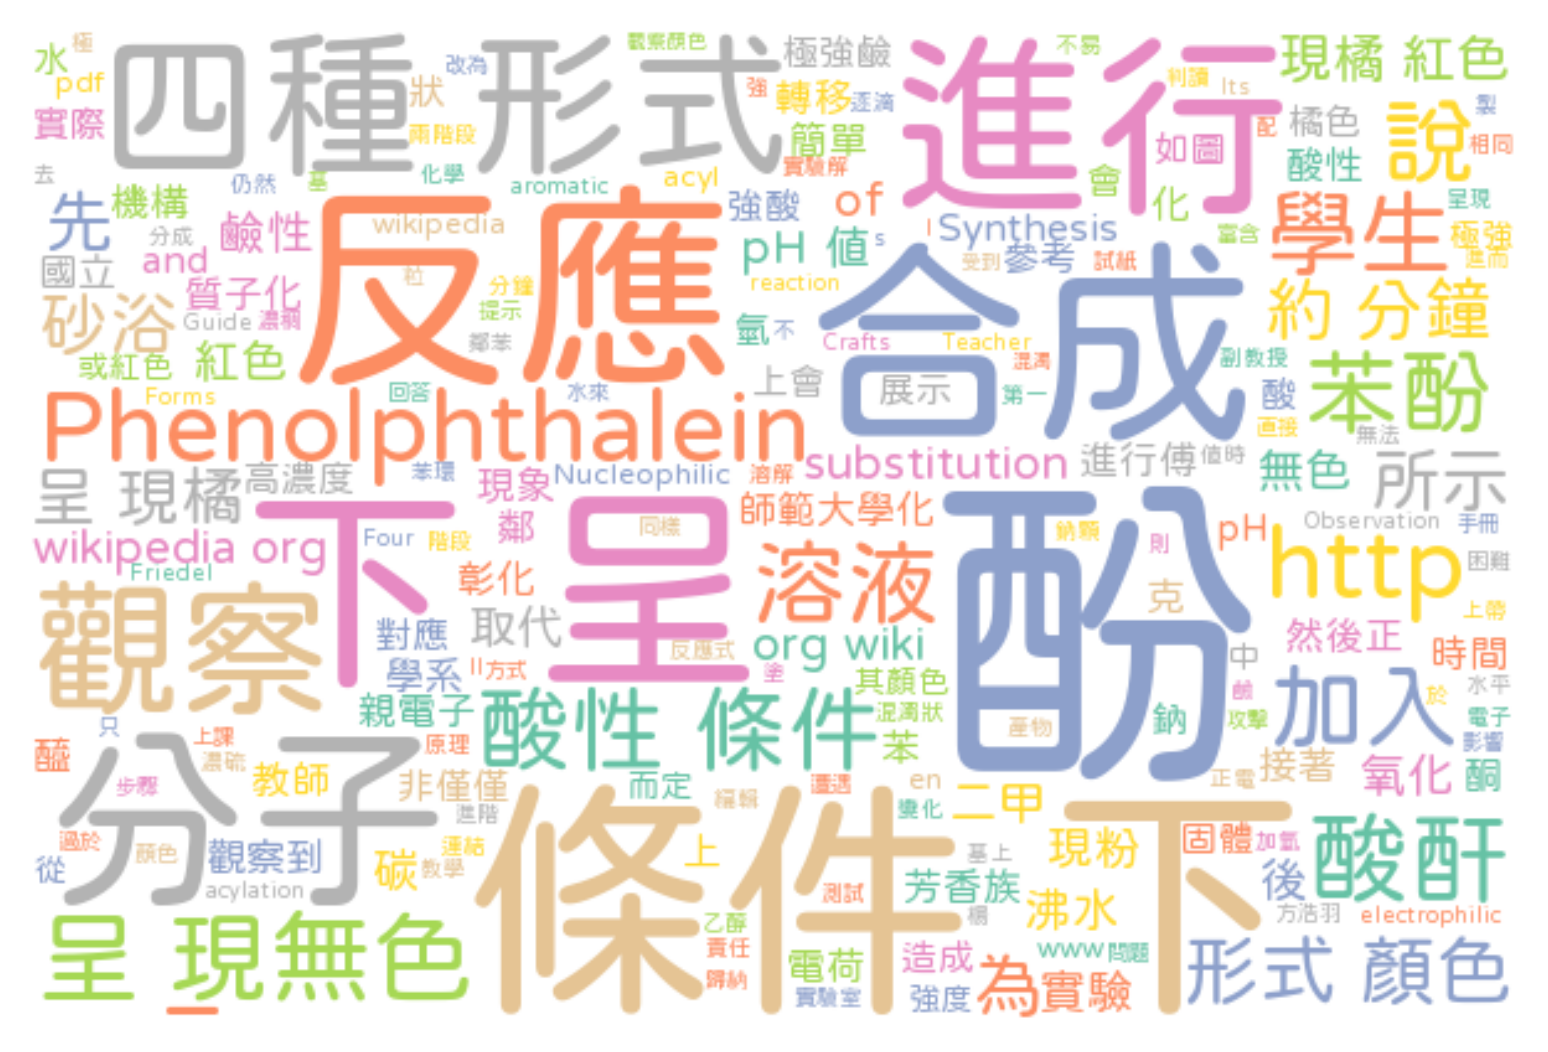 水
極
pdf
實際
四種形式
改為
狀
兩階段
觀察顏色
極強鹼
強
轉移
逐滴
簡單
實驗解
進行
不易
判讀
Its
配
如圖
現橘 紅色
橘色
酸性
說
製
相同
去
先
機構
仍然
基
分成
鹼性
國立
and
質子化
砂浴
Guide
濃稠
或紅色
紅色
Forms
反應
wikipedia
粒
化學
aromatic
分鐘
提示
鄰苯
回答
水來
acyl
強酸
of
pH 值
s
reaction
氫
不
Crafts
上會
I
Synthesis
受到
參考
試紙
會
化
富含
學生
呈現
極強
進而
約 分鐘
合成
Teacher
混濁
展示
第一
副教授
酸
直接
苯酚
無法
Phenolphthalein
substitution
進行傅
值時
無色
所示
呈 現橘
高濃度
苯環
現象
鄰
Nucleophilic
溶解
師範大學化
wikipedia org
Friedel
Four
階段
彰化
下呈
同樣
溶液
酚
鈉顆
則
pH
克
Observation
手冊
http
困難
上帶
觀察
對應
學系
取代
II
方式
反應式
塗
org wiki
其顏色
然後正
時間
中
鹼
水平
於
加入
電子
影響
攻擊
鈉
產物
只
親電子
酸性 條件
混濁狀
苯
醯
上課
濃硫
步驟
教師
原理
非僅僅
而定
遭遇
en
變化
二甲
正電
接著
氧化
酮
分子
過於
顏色
從
觀察到
acylation
碳
教學
運結
進階
條件下
編輯
上
測試
基上
芳香族
楊
現粉
沸水
固體
加氫
後
酸酐
方浩羽
electrophilic
呈 現無色
一
乙醇
責任
歸納
電荷
實驗室
造成
強度
www
問題
為
實驗
形式 顏色